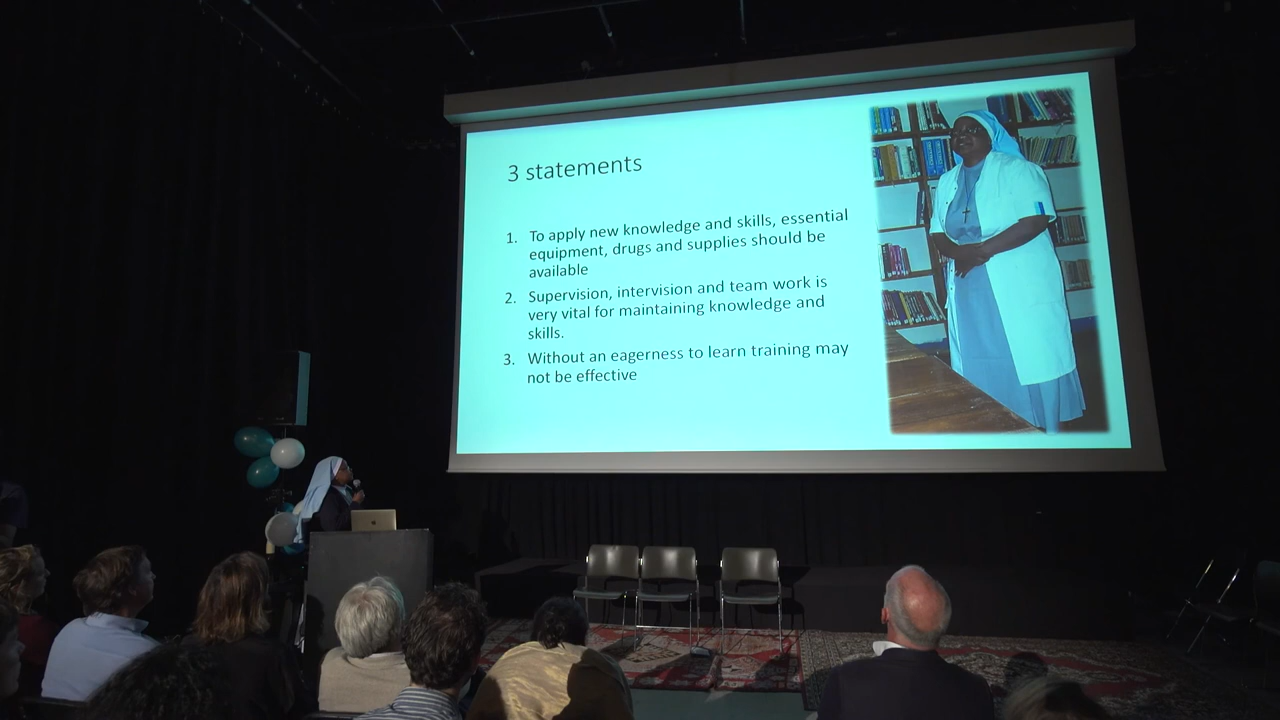 3 statements
1. To apply new knowledge and skills, essential
equipment, drugs and supplies should be
available
2. Supervision, intervision and team work is
very vital for maintaining knowledge and
skills.
3. Without an eagerness to learn training may
not be effective